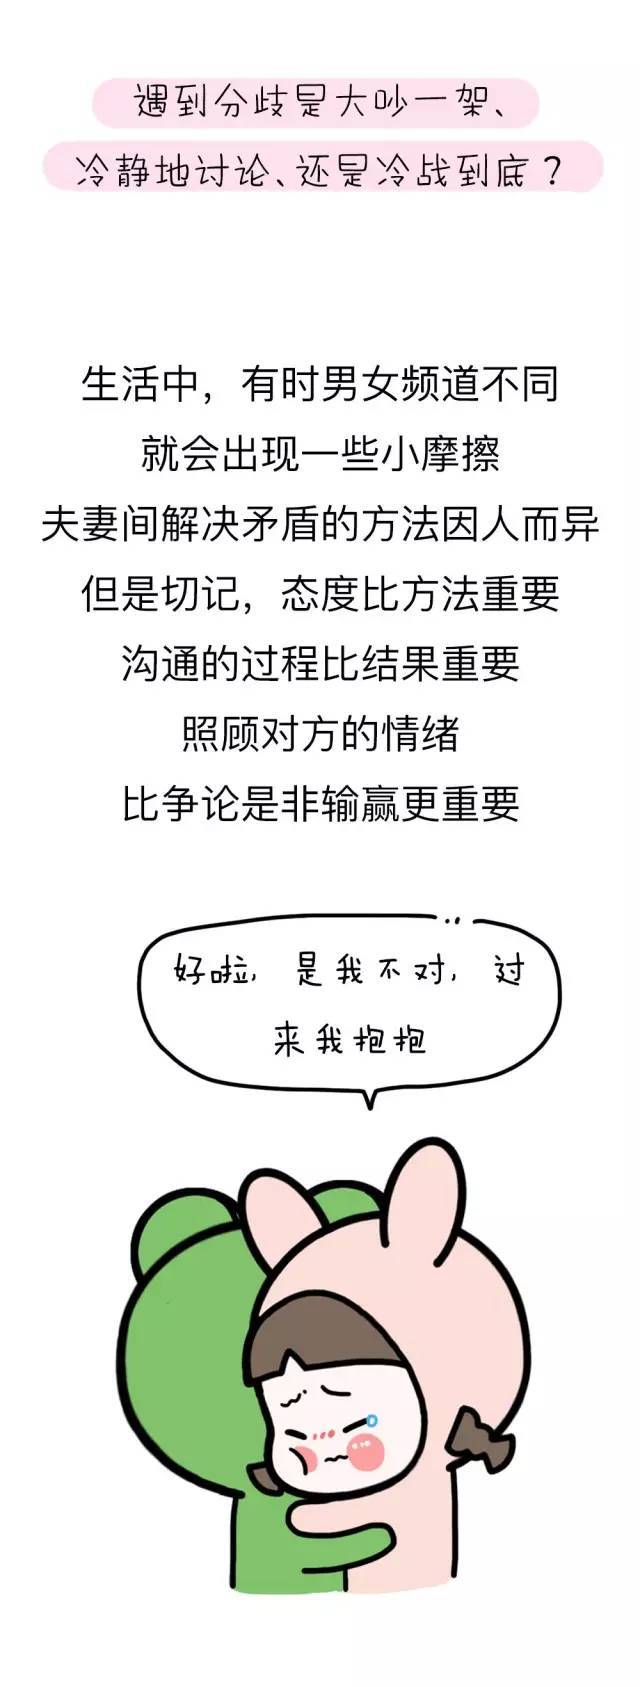 遇到分歧是大吵一架、
冷静地讨论、还是冷战到底？
生活中，有时男女频道不同
就会出现一些小摩擦
夫妻间解决矛盾的方法因人而异
但是切记，态度比方法重要
沟通的过程比结果重要
照顾对方的情绪
比争论是非输赢更重要
好啦，是我不对，过
来我抱抱